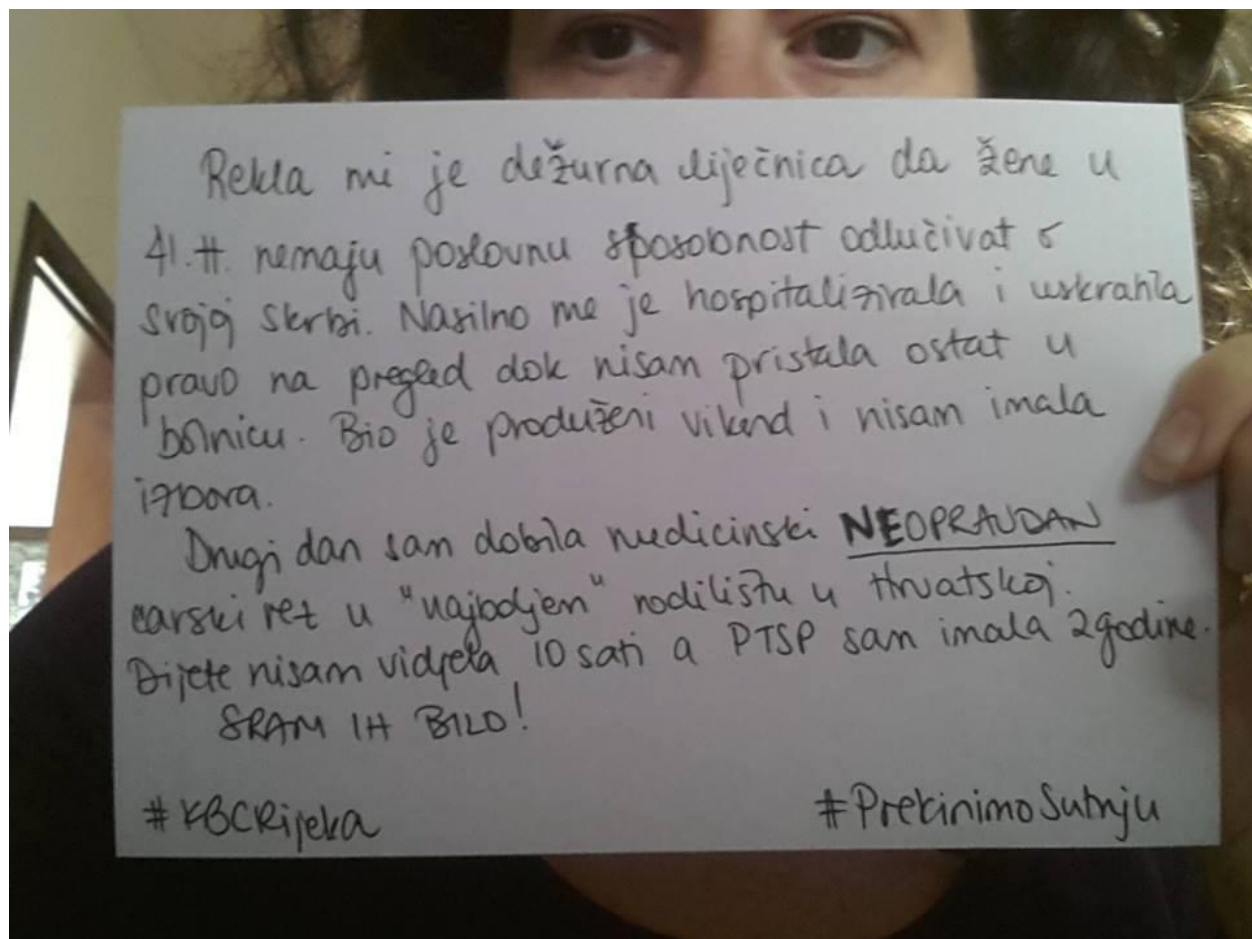 Rekla mi je dežurna liječnica da žene u
41.tt. nemaju poslovnu sposobnost odlučivat o
svojoj skrbi. Nasilno me je hospitalizirala i uskratila
pravo na pregled dok nisam pristala ostat u
bolnicu. Bio je produženi vikend i nisam imala
izbora.
Drugi dan sam dobila medicinski NEOPRAVDAN
carski rez u "najboljem" rodilištu u Hrvatskoj.
Dijete nisam vidjela 10 sati a PTSP sam imala 2 godine.
SRAM IH BILO!
#KBCRijeka #PrekinimoŠutnju